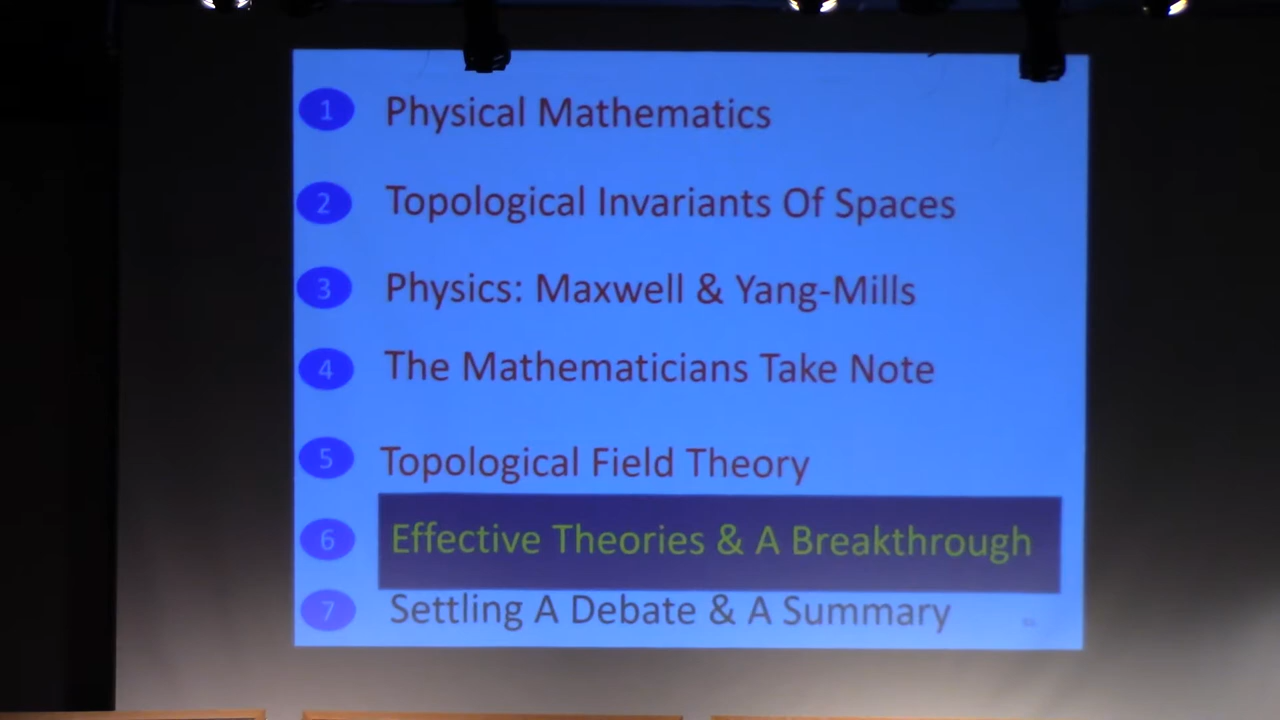 1 Physical Mathematics
2 Topological Invariants Of Spaces
3 Physics: Maxwell & Yang-Mills
4 The Mathematicians Take Note
5 Topological Field Theory
6 Effective Theories & A Breakthrough
7 Settling A Debate & A Summary